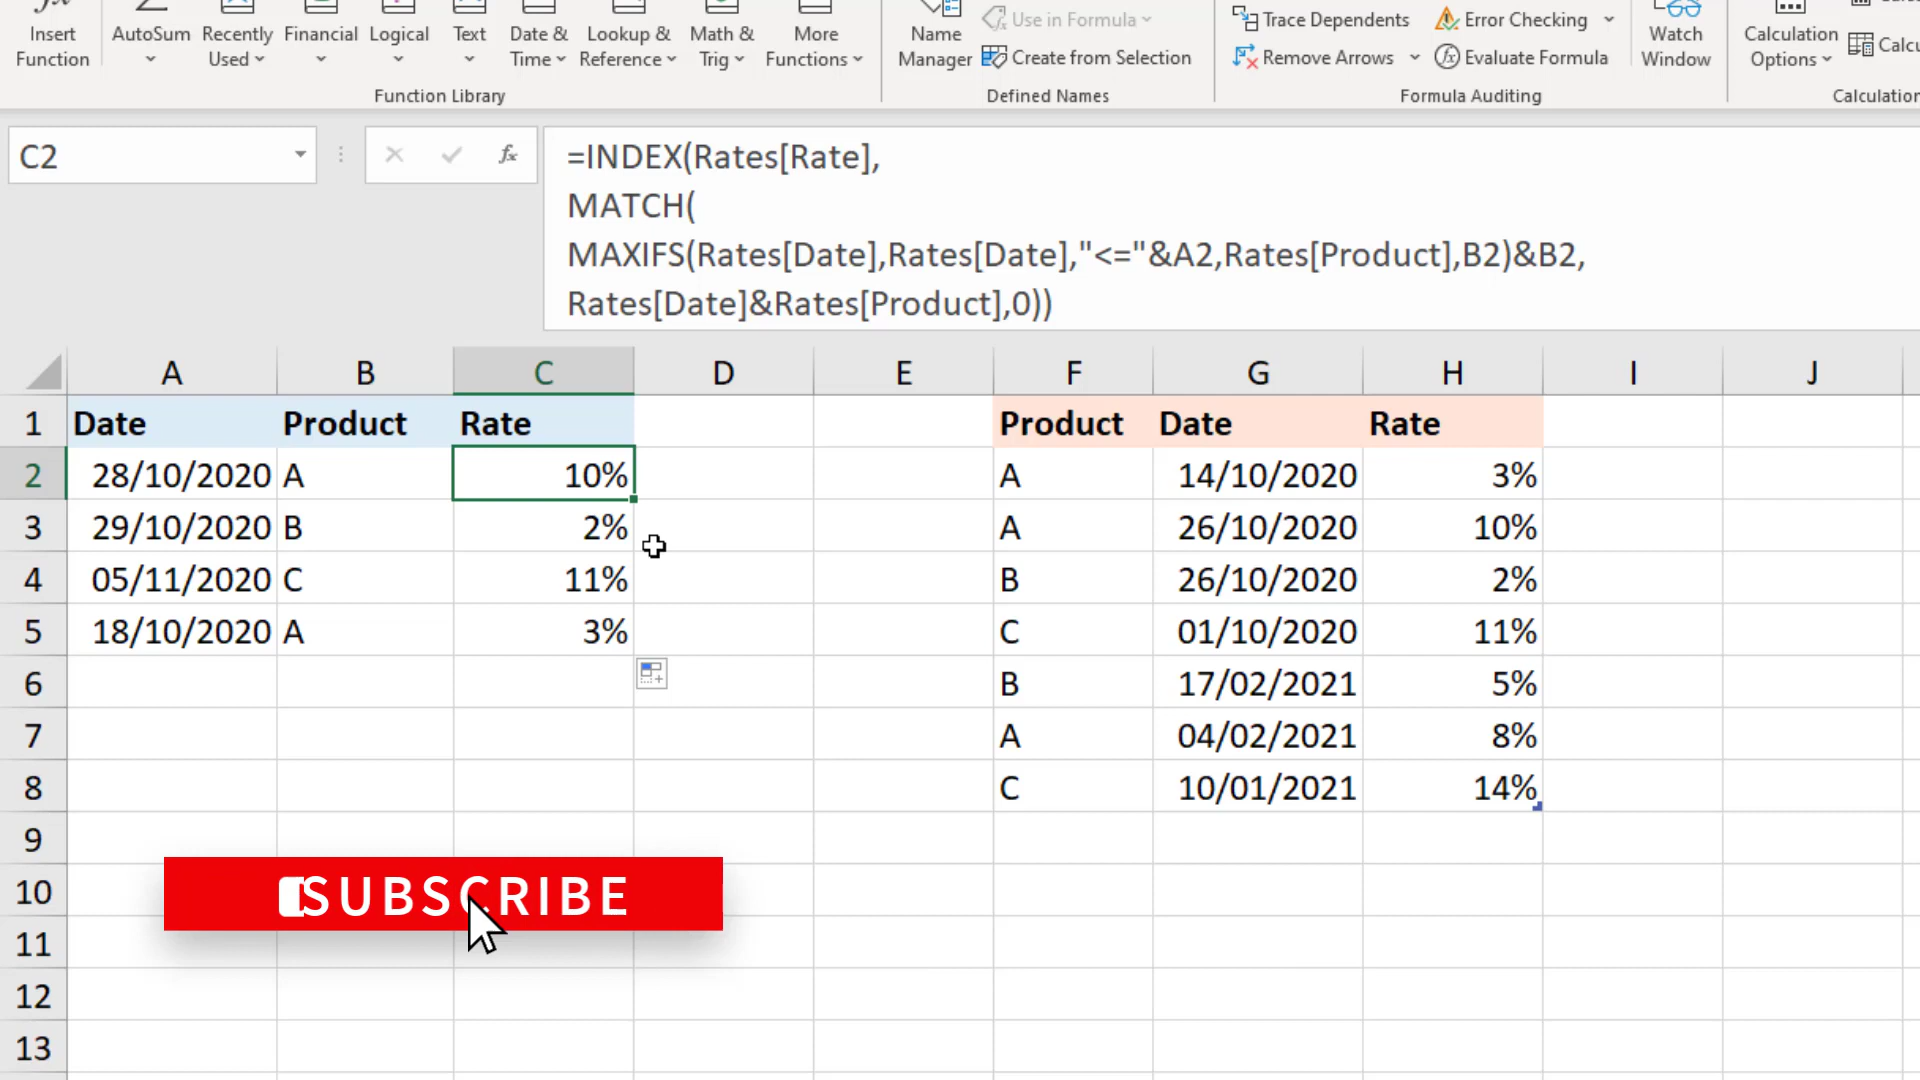 Insert Function
AutoSum
Recently Used
Financial
Logical
Text
Date & Time
Lookup & Reference
Math & Trig
More Functions
Function Library
Name Manager
Use in Formula
Create from Selection
Defined Names
Trace Dependents
Remove Arrows
Error Checking
Evaluate Formula
Formula Auditing
Watch Window
Calculation Options
C2
fx
=INDEX(Rates[Rate],
MATCH(
MAXIFS(Rates[Date],Rates[Date],"<="&A2,Rates[Product],B2)&B2,
Rates[Date]&Rates[Product],0))
A B C D E F G H I J
1 Date Product Rate Product Date Rate
2 28/10/2020 A 10% A 14/10/2020 3%
3 29/10/2020 B 2% A 26/10/2020 10%
4 05/11/2020 C 11% B 26/10/2020 2%
5 18/10/2020 A 3% C 01/10/2020 11%
6 B 17/02/2021 5%
7 A 04/02/2021 8%
8 C 10/01/2021 14%
9
10
11
12
13
SUBSCRIBE